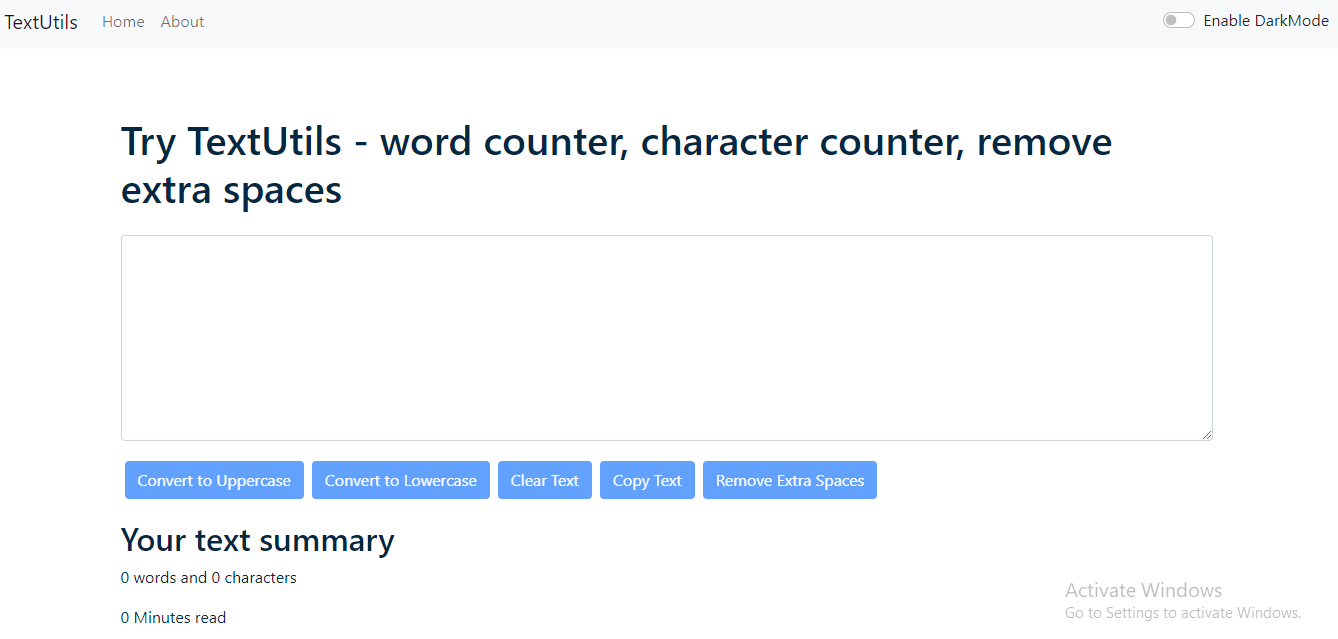 TextUtils Home About Enable DarkMode
Try TextUtils - word counter, character counter, remove
extra spaces
Convert to Uppercase Convert to Lowercase Clear Text Copy Text Remove Extra Spaces
Your text summary
0 words and 0 characters
0 Minutes read
Activate Windows
Go to Settings to activate Windows.